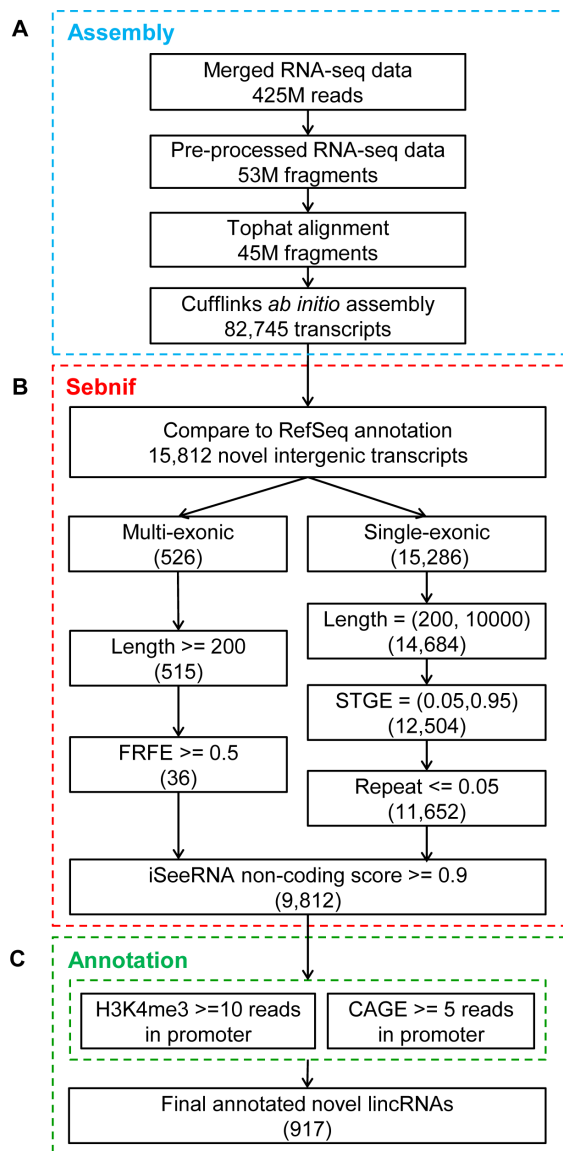 A
Assembly
Merged RNA-seq data
425M reads
Pre-processed RNA-seq data
53M fragments
Tophat alignment
45M fragments
Cufflinks ab initio assembly
82,745 transcripts
B
Sebnif
Compare to RefSeq annotation
15,812 novel intergenic transcripts
Multi-exonic
(526)
Single-exonic
(15,286)
Length >= 200
(515)
Length = (200, 10000)
(14,684)
STGE = (0.05,0.95)
(12,504)
FRFE >= 0.5
(36)
Repeat <= 0.05
(11,652)
iSeeRNA non-coding score >= 0.9
(9,812)
C
Annotation
H3K4me3 >=10 reads
in promoter
CAGE >= 5 reads
in promoter
Final annotated novel lincRNAs
(917)